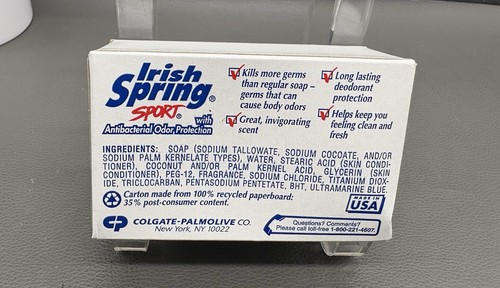 Irish
Spring®
SPORT® with
Antibacterial Odor Protection
Kills more germs
than regular soap –
germs that can
cause body odors
Great, invigorating
scent
Long lasting
deodorant
protection
Helps keep you
feeling clean and
fresh
INGREDIENTS: SOAP (SODIUM TALLOWATE, SODIUM COCOATE, AND/OR
SODIUM PALM KERNELATE TYPES), WATER, STEARIC ACID (SKIN CONDI-
TIONER), COCONUT AND/OR PALM KERNEL ACID, GLYCERIN (SKIN
CONDITIONER), PEG-12, FRAGRANCE, SODIUM CHLORIDE, TITANIUM DIOX-
IDE, TRICLOCARBAN, PENTASODIUM PENTETATE, BHT, ULTRAMARINE BLUE.
Carton made from 100% recycled paperboard:
35% post-consumer content.
MADE IN
USA
CP COLGATE-PALMOLIVE CO.
New York, NY 10022
Questions? Comments?
Please call toll-free 1-800-221-4607.